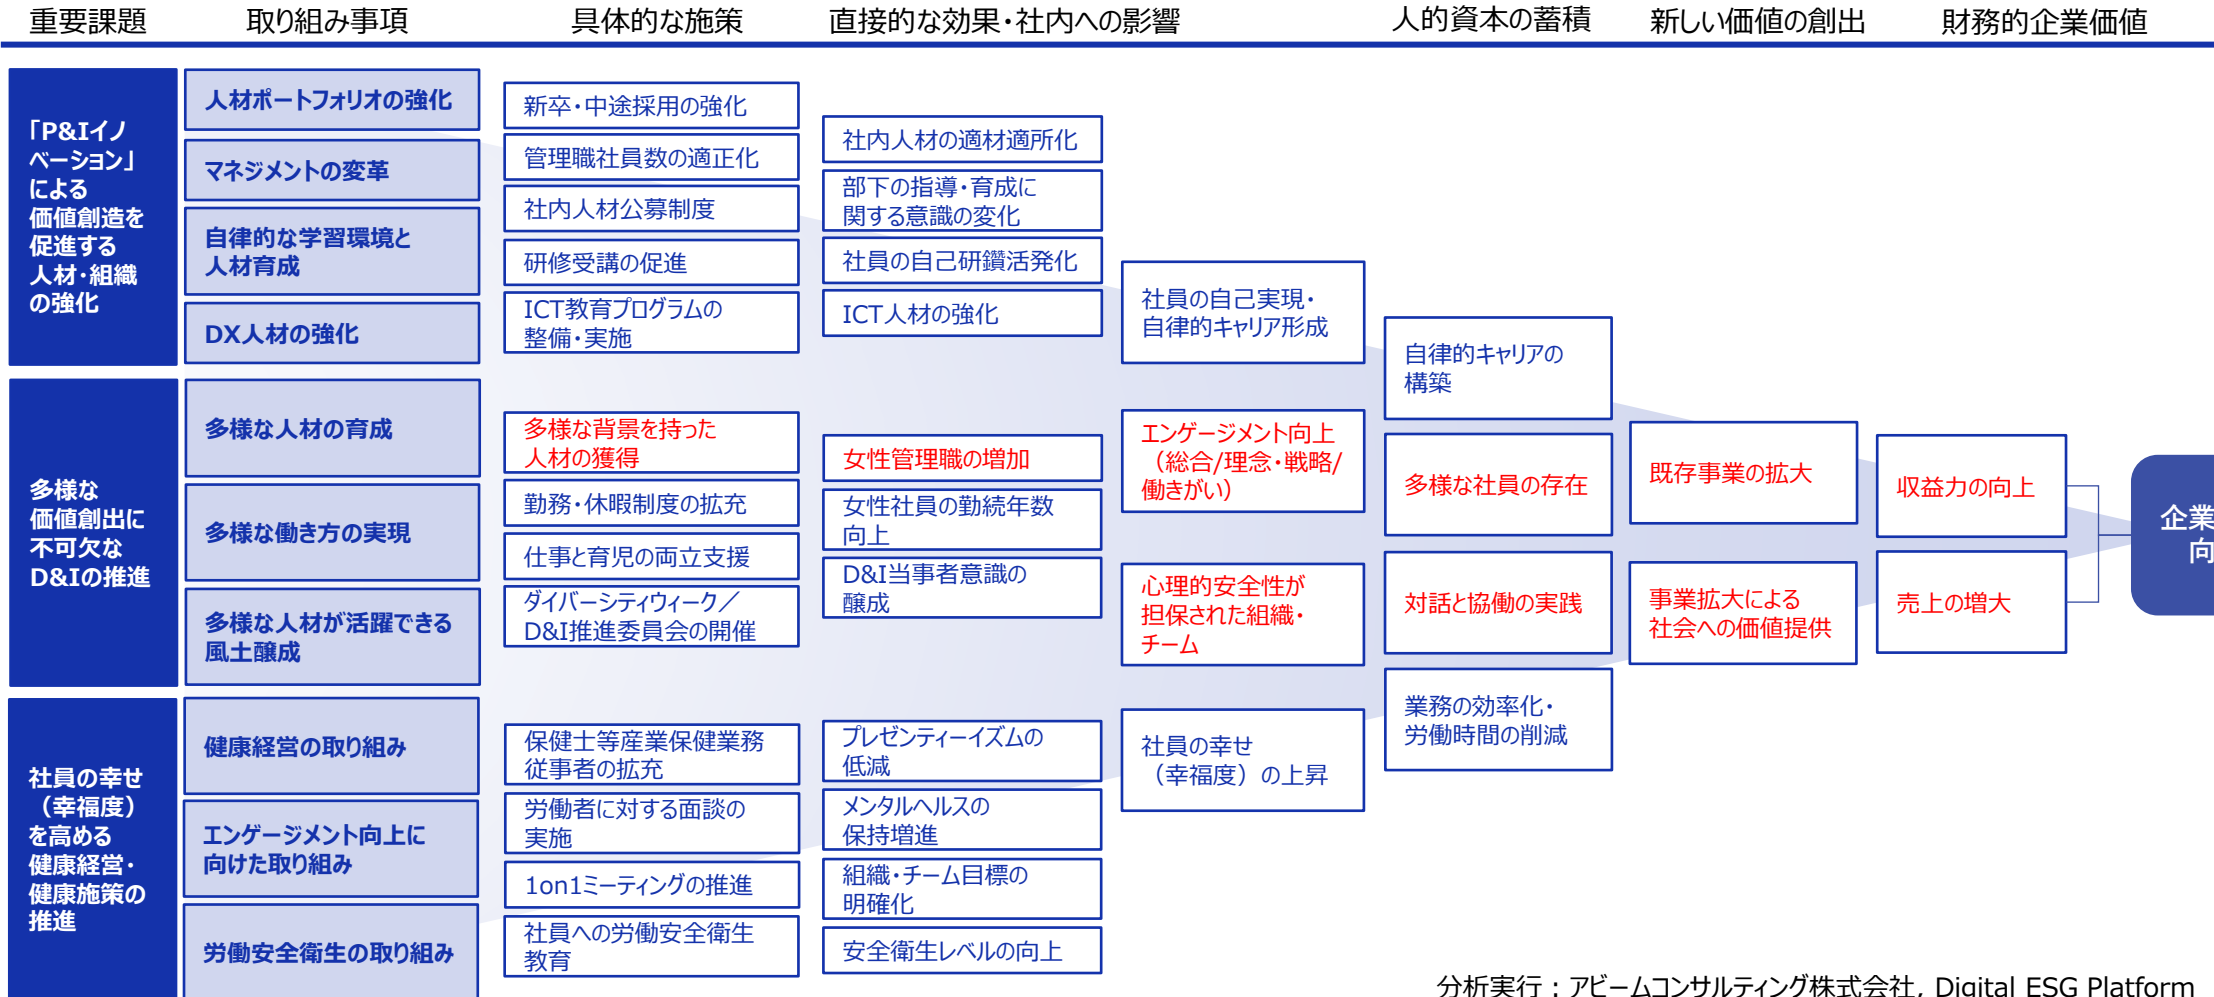 重要課題
取り組み事項
具体的な施策
直接的な効果・社内への影響
人的資本の蓄積
新しい価値の創出
財務的企業価値
「P&Iイノ
ベーション」
による
価値創造を
促進する
人材・組織
の強化
人材ポートフォリオの強化
マネジメントの変革
自律的な学習環境と
人材育成
DX人材の強化
新卒・中途採用の強化
管理職社員数の適正化
社内人材公募制度
研修受講の促進
ICT教育プログラムの
整備・実施
社内人材の適材適所化
部下の指導・育成に
関する意識の変化
社員の自己研鑽活発化
ICT人材の強化
多様な
価値創出に
不可欠な
D&Iの推進
多様な人材の育成
多様な働き方の実現
多様な人材が活躍できる
風土醸成
多様な背景を持った
人材の獲得
勤務・休暇制度の拡充
仕事と育児の両立支援
ダイバーシティウィーク／
D&I推進委員会の開催
女性管理職の増加
女性社員の勤続年数
向上
D&I当事者意識の
醸成
社員の幸せ
（幸福度）
を高める
健康経営・
健康施策の
推進
健康経営の取り組み
エンゲージメント向上に
向けた取り組み
労働安全衛生の取り組み
保健士等産業保健業務
従事者の拡充
労働者に対する面談の
実施
1on1ミーティングの推進
社員への労働安全衛生
教育
プレゼンティーイズムの
低減
メンタルヘルスの
保持増進
組織・チーム目標の
明確化
安全衛生レベルの向上
社員の自己実現・
自律的キャリア形成
エンゲージメント向上
（総合/理念・戦略/
働きがい）
心理的安全性が
担保された組織・
チーム
社員の幸せ
（幸福度）の上昇
自律的キャリアの
構築
多様な社員の存在
対話と協働の実践
業務の効率化・
労働時間の削減
既存事業の拡大
事業拡大による
社会への価値提供
収益力の向上
売上の増大
企業
向
分析実行：アビームコンサルティング株式会社, Digital ESG Platform